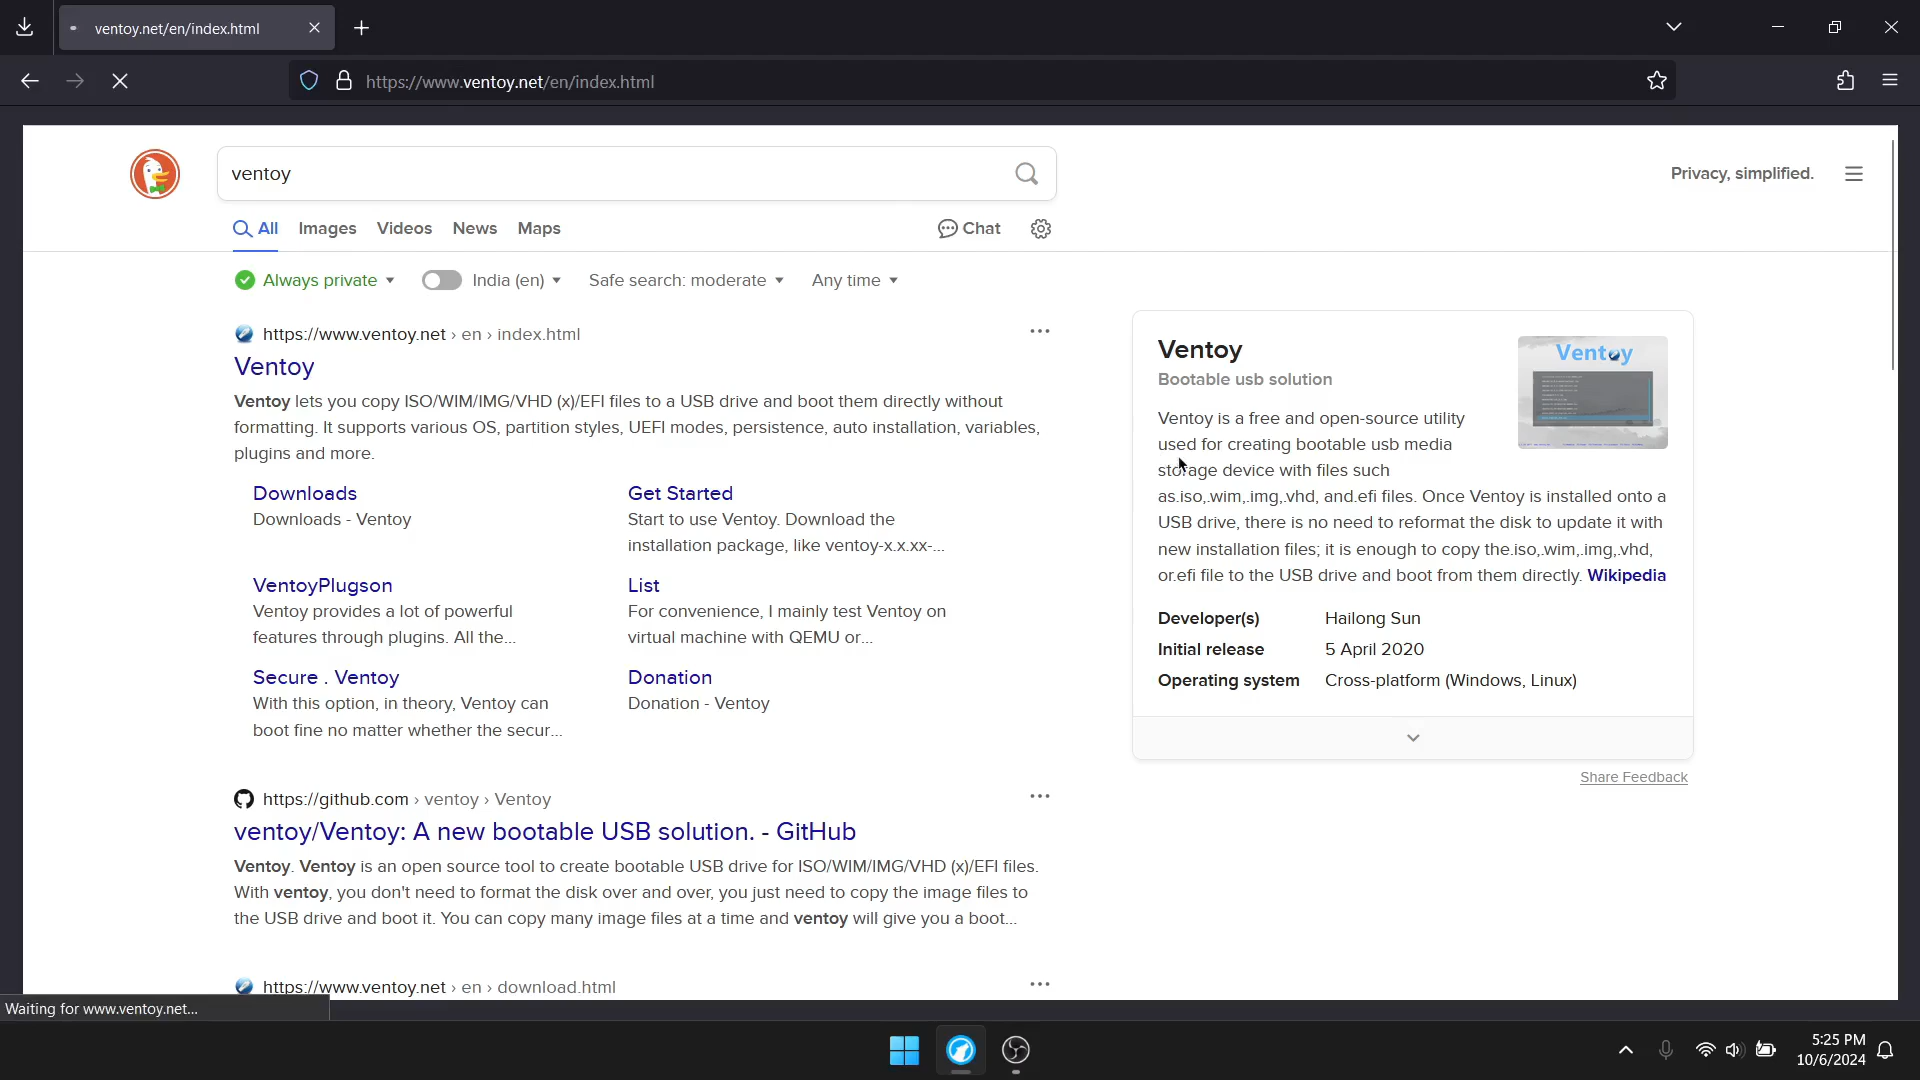 ventoy.net/en/index.html
https://www.ventoy.net/en/index.html
ventoy
Privacy, simplified.
All Images Videos News Maps Chat
Always private India (en) Safe search: moderate Any time
https://www.ventoy.net › en › index.html
Ventoy
Ventoy lets you copy ISO/WIM/IMG/VHD (x)/EFI files to a USB drive and boot them directly without
formatting. It supports various OS, partition styles, UEFI modes, persistence, auto installation, variables,
plugins and more.
Downloads
Downloads - Ventoy
Get Started
Start to use Ventoy. Download the
installation package, like ventoy-x.x.xx-...
VentoyPlugson
Ventoy provides a lot of powerful
features through plugins. All the...
List
For convenience, I mainly test Ventoy on
virtual machine with QEMU or...
Secure . Ventoy
With this option, in theory, Ventoy can
boot fine no matter whether the secur...
Donation
Donation - Ventoy
https://github.com › ventoy › Ventoy
ventoy/Ventoy: A new bootable USB solution. - GitHub
Ventoy. Ventoy is an open source tool to create bootable USB drive for ISO/WIM/IMG/VHD (x)/EFI files.
With ventoy, you don't need to format the disk over and over, you just need to copy the image files to
the USB drive and boot it. You can copy many image files at a time and ventoy will give you a boot...
https://www.ventoy.net › en › download.html
Ventoy
Bootable usb solution
Ventoy
Ventoy is a free and open-source utility
used for creating bootable usb media
storage device with files such
as.iso,.wim,.img,.vhd, and.efi files. Once Ventoy is installed onto a
USB drive, there is no need to reformat the disk to update it with
new installation files; it is enough to copy the.iso,.wim,.img,.vhd,
or.efi file to the USB drive and boot from them directly. Wikipedia
Developer(s) Hailong Sun
Initial release 5 April 2020
Operating system Cross-platform (Windows, Linux)
Share Feedback
Waiting for www.ventoy.net...
5:25 PM
10/6/2024